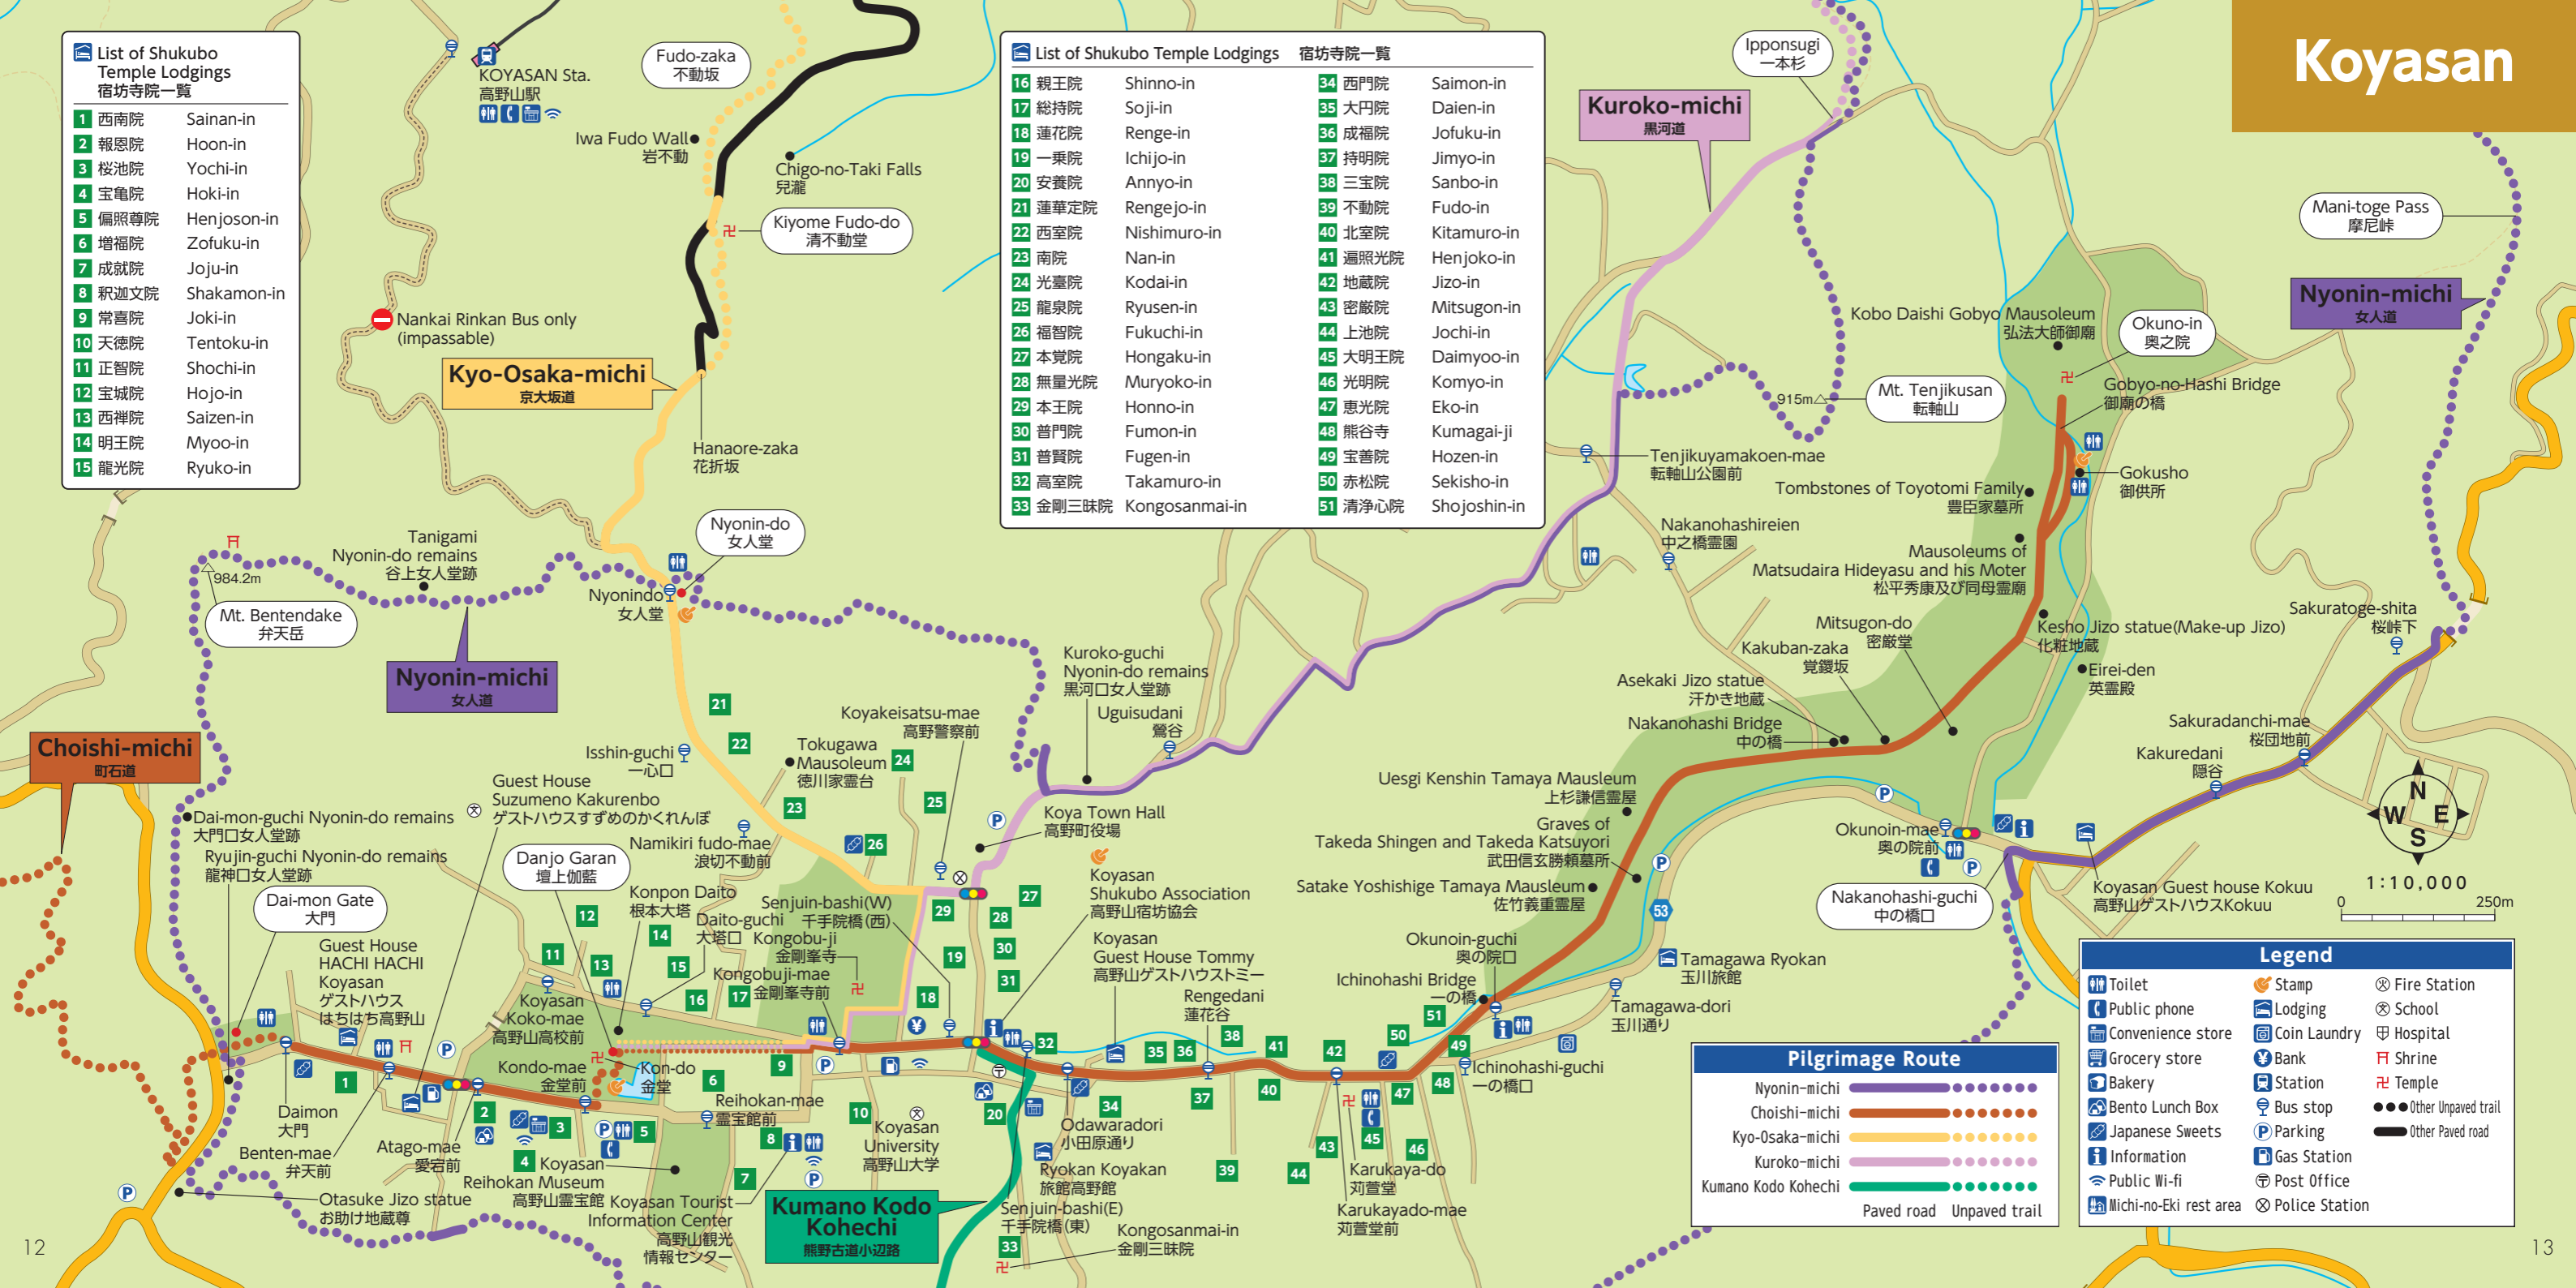 Koyasan
List of Shukubo
Temple Lodgings
宿坊寺院一覧
1 西南院 Sainan-in
2 報恩院 Hoon-in
3 桜池院 Yochi-in
4 宝亀院 Hoki-in
5 偏照尊院 Henjoson-in
6 増福院 Zofuku-in
7 成就院 Joju-in
8 釈迦文院 Shakamon-in
9 常喜院 Joki-in
10 天徳院 Tentoku-in
11 正智院 Shochi-in
12 宝城院 Hojo-in
13 西禅院 Saizen-in
14 明王院 Myoo-in
15 龍光院 Ryuko-in
List of Shukubo Temple Lodgings 宿坊寺院一覧
16 親王院 Shinno-in
17 総持院 Soji-in
18 蓮花院 Renge-in
19 一乗院 Ichijo-in
20 安養院 Annyo-in
21 蓮華定院 Rengejo-in
22 西室院 Nishimuro-in
23 南院 Nan-in
24 光臺院 Kodai-in
25 龍泉院 Ryusen-in
26 福智院 Fukuchi-in
27 本覚院 Hongaku-in
28 無量光院 Muryoko-in
29 本王院 Honno-in
30 普門院 Fumon-in
31 普賢院 Fugen-in
32 高室院 Takamuro-in
33 金剛三昧院 Kongosanmai-in
34 西門院 Saimon-in
35 大円院 Daien-in
36 成福院 Jofuku-in
37 持明院 Jimyo-in
38 三宝院 Sanbo-in
39 不動院 Fudo-in
40 北室院 Kitamuro-in
41 遍照光院 Henjoko-in
42 地蔵院 Jizo-in
43 密厳院 Mitsugon-in
44 上池院 Jochi-in
45 大明王院 Daimyoo-in
46 光明院 Komyo-in
47 恵光院 Eko-in
48 熊谷寺 Kumagai-ji
49 宝善院 Hozen-in
50 赤松院 Sekisho-in
51 清浄心院 Shojoshin-in
KOYASAN Sta.
高野山駅
Fudo-zaka
不動坂
Iwa Fudo Wall
岩不動
Chigo-no-Taki Falls
兒瀧
Kiyome Fudo-do
清不動堂
Nankai Rinkan Bus only
(impassable)
Kyo-Osaka-michi
京大坂道
Hanaore-zaka
花折坂
Ipponsugi
一本杉
Kuroko-michi
黒河道
Mani-toge Pass
摩尼峠
Nyonin-michi
女人道
Kobo Daishi Gobyo Mausoleum
弘法大師御廟
Okuno-in
奥之院
Gobyo-no-Hashi Bridge
御廟の橋
915m
Mt. Tenjikusan
転軸山
Tenjikuyamakoen-mae
転軸山公園前
Gokusho
御供所
Tombstones of Toyotomi Family
豊臣家墓所
Nakanohashireien
中之橋霊園
Mausoleums of
Matsudaira Hideyasu and his Moter
松平秀康及び同母霊廟
Nyonin-do
女人堂
Tanigami
Nyonin-do remains
谷上女人堂跡
984.2m
Mt. Bentendake
弁天岳
Nyonindo
女人堂
Nyonin-michi
女人道
Sakuratoge-shita
桜峠下
Mitsugon-do
密厳堂
Kesho Jizo statue(Make-up Jizo)
化粧地蔵
Kakuban-zaka
覚鑁坂
Eirei-den
英霊殿
Asekaki Jizo statue
汗かき地蔵
Nakanohashi Bridge
中の橋
Kuroko-guchi
Nyonin-do remains
黒河口女人堂跡
Uguisudani
鶯谷
Koyakeisatsu-mae
高野警察前
Sakuradanchi-mae
桜団地前
Kakuredani
隠谷
Choishi-michi
町石道
Isshin-guchi
一心口
Tokugawa
Mausoleum
徳川家霊台
Guest House
Suzumeno Kakurenbo
ゲストハウスすずめのかくれんぼ
Uesgi Kenshin Tamaya Mausleum
上杉謙信霊屋
Dai-mon-guchi Nyonin-do remains
大門口女人堂跡
Koya Town Hall
高野町役場
Graves of
Takeda Shingen and Takeda Katsuyori
武田信玄勝頼墓所
Okunoin-mae
奥の院前
Namikiri fudo-mae
浪切不動前
Ryujin-guchi Nyonin-do remains
龍神口女人堂跡
Danjo Garan
壇上伽藍
Dai-mon Gate
大門
Konpon Daito
根本大塔
Koyasan
Shukubo Association
高野山宿坊協会
Satake Yoshishige Tamaya Mausleum
佐竹義重霊屋
Nakanohashi-guchi
中の橋口
Koyasan Guest house Kokuu
高野山ゲストハウスKokuu
N
W E
S
1:10,000
0 250m
53
Senjuin-bashi(W)
千手院橋(西)
Daito-guchi
大塔口
Kongobu-ji
金剛峯寺
Kongobuji-mae
金剛峯寺前
Guest House
HACHI HACHI
Koyasan
ゲストハウス
はちはち高野山
Koyasan
Guest House Tommy
高野山ゲストハウストミー
Okunoin-guchi
奥の院口
Ichinohashi Bridge
一の橋
Tamagawa Ryokan
玉川旅館
Tamagawa-dori
玉川通り
Rengedani
蓮花谷
Koyasan
Koko-mae
高野山高校前
Kondo-mae
金堂前
Kon-do
金堂
Reihokan-mae
霊宝館前
Ichinohashi-guchi
一の橋口
Daimon
大門
Benten-mae
弁天前
Atago-mae
愛宕前
Otasuke Jizo statue
お助け地蔵尊
Koyasan
Reihokan Museum
高野山霊宝館
Koyasan Tourist
Information Center
高野山観光
情報センター
Koyasan
University
高野山大学
Odawaradori
小田原通り
Ryokan Koyakan
旅館高野館
Kumano Kodo
Kohechi
熊野古道小辺路
Senjuin-bashi(E)
千手院橋(東)
Kongosanmai-in
金剛三昧院
Karukaya-do
苅萱堂
Karukayado-mae
苅萱堂前
Pilgrimage Route
Nyonin-michi
Choishi-michi
Kyo-Osaka-michi
Kuroko-michi
Kumano Kodo Kohechi
Paved road Unpaved trail
Legend
Toilet
Public phone
Convenience store
Grocery store
Bakery
Bento Lunch Box
Japanese Sweets
Information
Public Wi-fi
Michi-no-Eki rest area
Stamp
Lodging
Coin Laundry
Bank
Station
Bus stop
Parking
Gas Station
Post Office
Police Station
Fire Station
School
Hospital
Shrine
Temple
Other Unpaved trail
Other Paved road
12
13